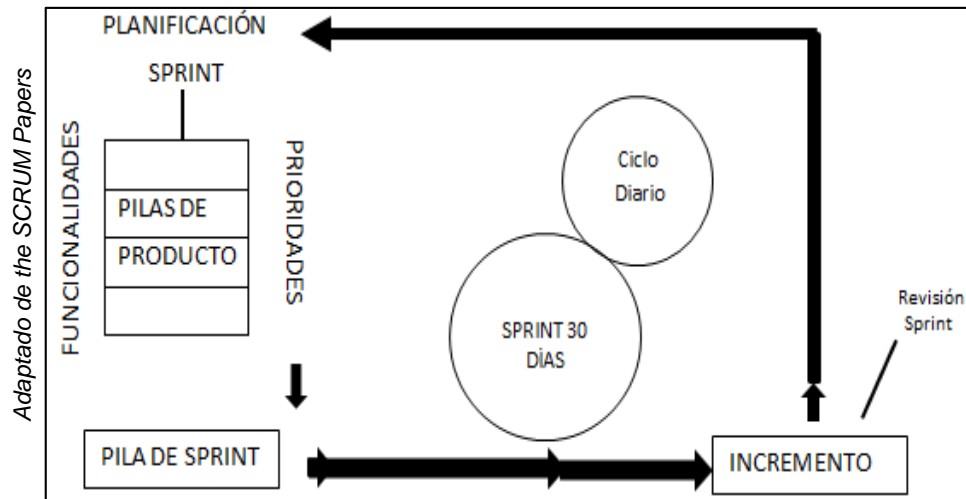 Adaptado de the SCRUM Papers
PLANIFICACIÓN
SPRINT
FUNCIONALIDADES
PILAS DE
PRODUCTO
PRIORIDADES
Ciclo
Diario
SPRINT 30
DÌAS
Revisión
Sprint
PILA DE SPRINT
INCREMENTO